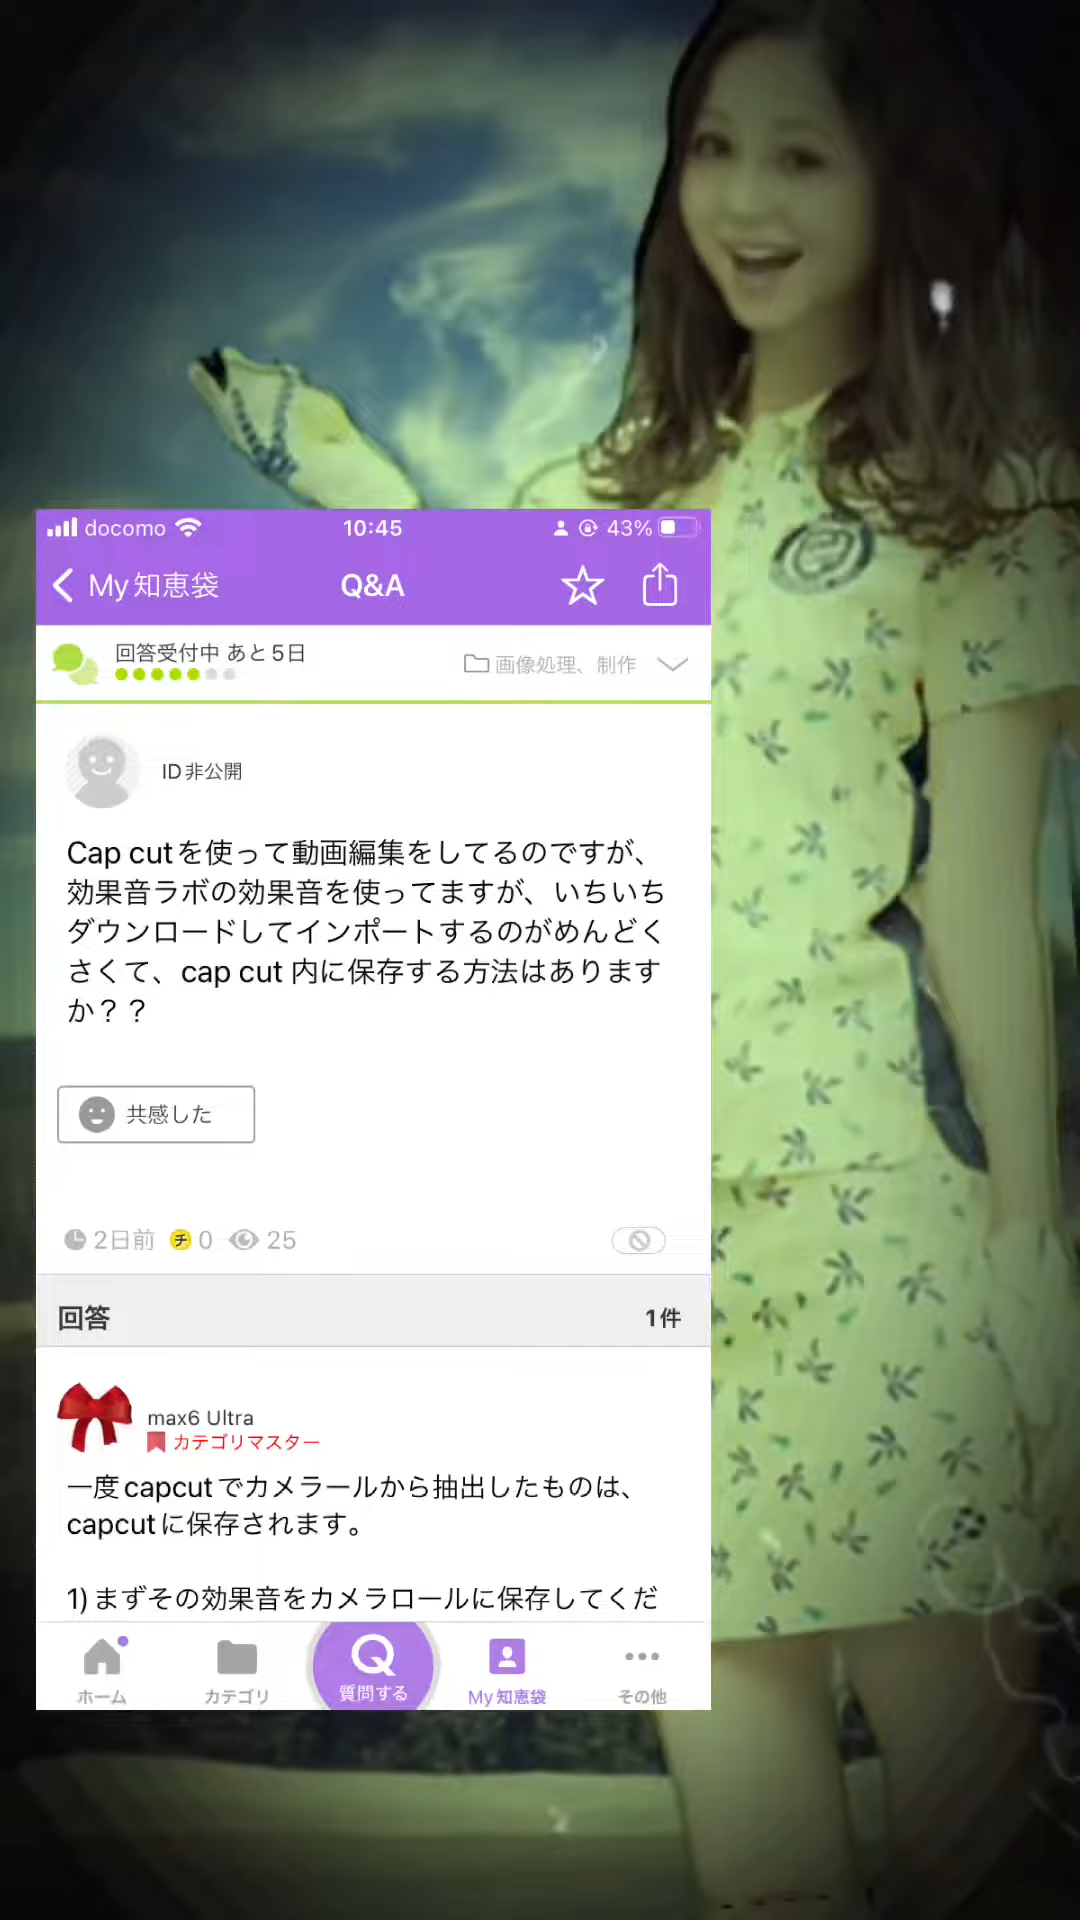 docomo 10:45 43%
My知恵袋 Q&A
回答受付中 あと5日
画像処理、制作
ID非公開
Cap cutを使って動画編集をしてるのですが、
効果音ラボの効果音を使ってますが、いちいち
ダウンロードしてインポートするのがめんどく
さくて、cap cut 内に保存する方法はあります
か？？
共感した
2日前 チ 0 25
回答 1件
max6 Ultra
カテゴリマスター
一度capcutでカメラールから抽出したものは、
capcutに保存されます。
1)まずその効果音をカメラロールに保存してくだ
ホーム カテゴリ Q 質問する My知恵袋 その他